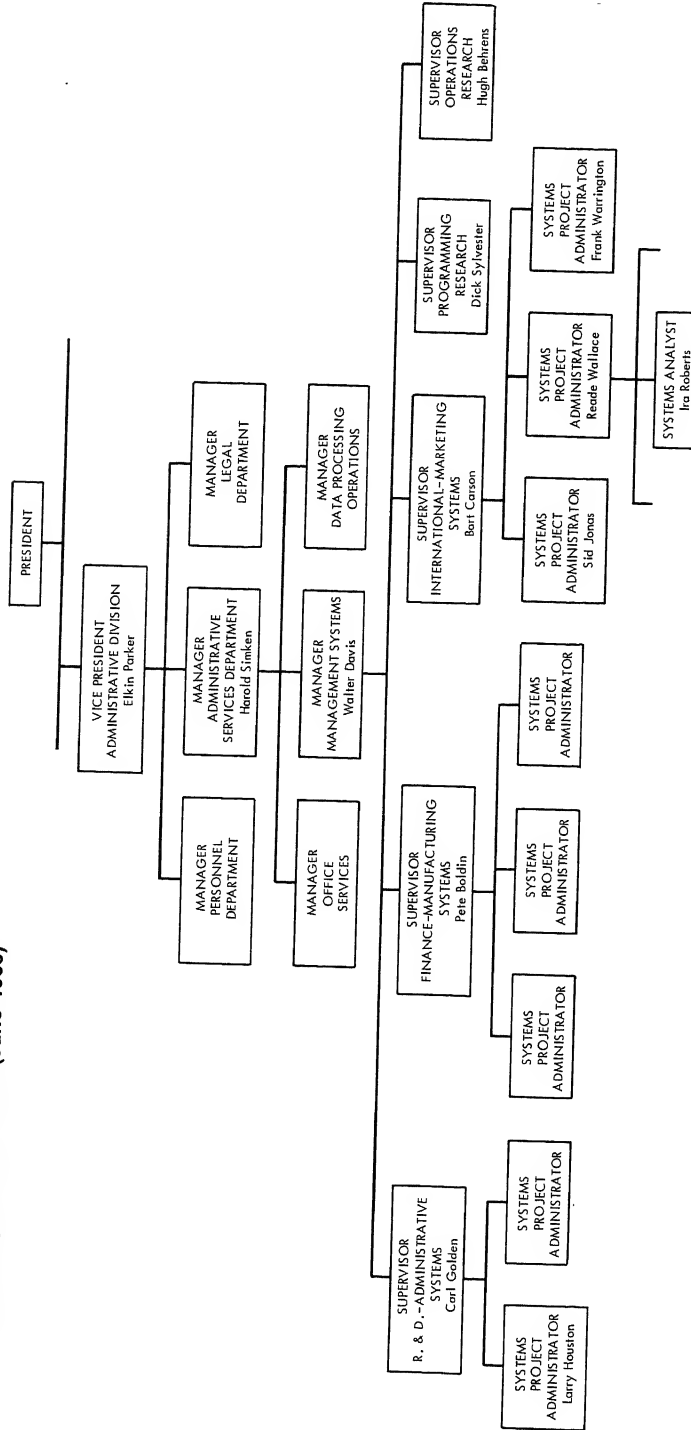 PRESIDENT
VICE PRESIDENT
ADMINISTRATIVE DIVISION
Elkin Parker
MANAGER
PERSONNEL
DEPARTMENT
MANAGER
ADMINISTRATIVE
SERVICES DEPARTMENT
Harold Simken
MANAGER
LEGAL
DEPARTMENT
MANAGER
OFFICE
SERVICES
MANAGER
MANAGEMENT SYSTEMS
Walter Davis
MANAGER
DATA PROCESSING
OPERATIONS
SUPERVISOR
R. & D.-ADMINISTRATIVE
SYSTEMS
Carl Golden
SUPERVISOR
FINANCE-MANUFACTURING
SYSTEMS
Pete Boldin
SUPERVISOR
INTERNATIONAL-MARKETING
SYSTEMS
Bart Carson
SUPERVISOR
PROGRAMMING
RESEARCH
Dick Sylvester
SUPERVISOR
OPERATIONS
RESEARCH
Hugh Behrens
SYSTEMS
PROJECT
ADMINISTRATOR
Larry Houston
SYSTEMS
PROJECT
ADMINISTRATOR
SYSTEMS
PROJECT
ADMINISTRATOR
SYSTEMS
PROJECT
ADMINISTRATOR
SYSTEMS
PROJECT
ADMINISTRATOR
SYSTEMS
PROJECT
ADMINISTRATOR
Sid Jonas
SYSTEMS
PROJECT
ADMINISTRATOR
Reade Wallace
SYSTEMS
PROJECT
ADMINISTRATOR
Frank Warrington
SYSTEMS ANALYST
Ira Roberts